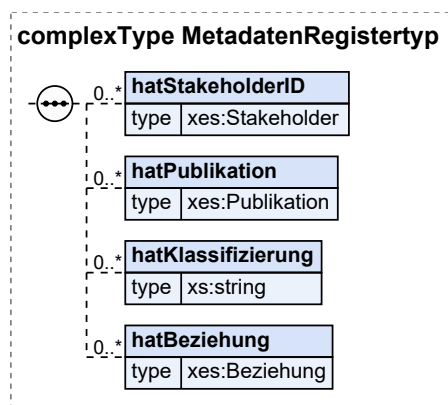 complexType MetadatenRegistertyp
0..* hatStakeholderID
type xes:Stakeholder
0..* hatPublikation
type xes:Publikation
0..* hatKlassifizierung
type xs:string
0..* hatBeziehung
type xes:Beziehung